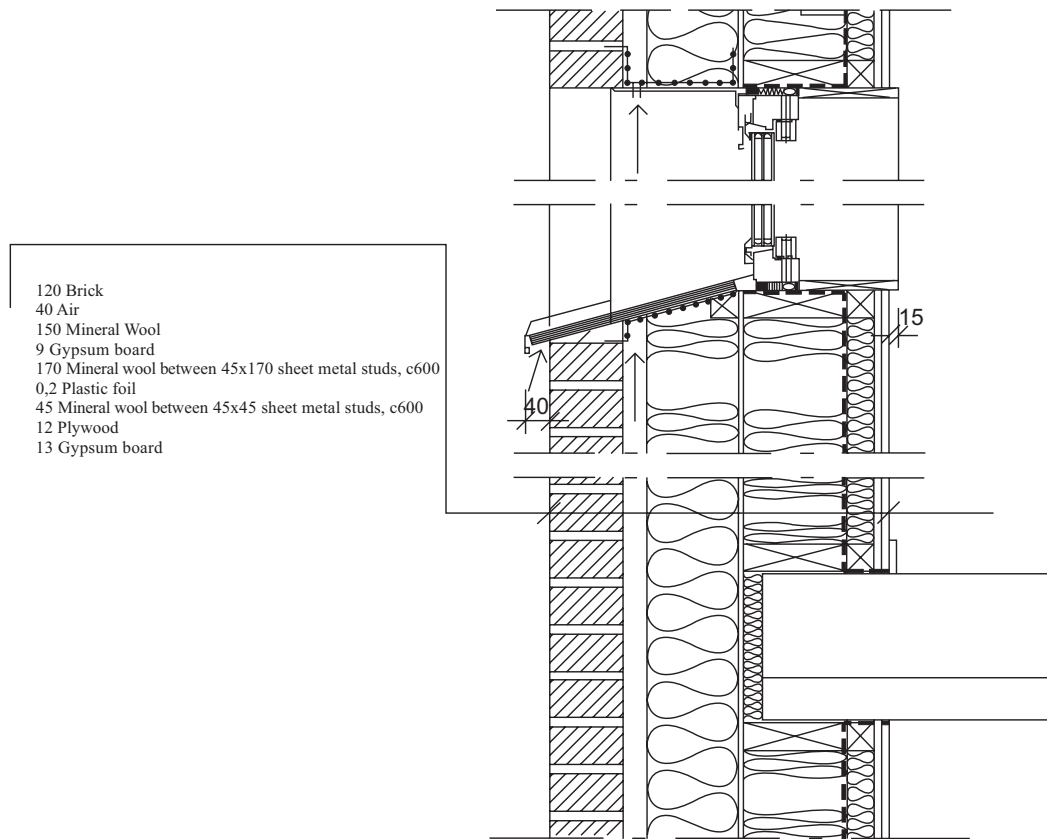 120 Brick
40 Air
150 Mineral Wool
9 Gypsum board
170 Mineral wool between 45x170 sheet metal studs, c600
0,2 Plastic foil
45 Mineral wool between 45x45 sheet metal studs, c600
12 Plywood
13 Gypsum board
15
40